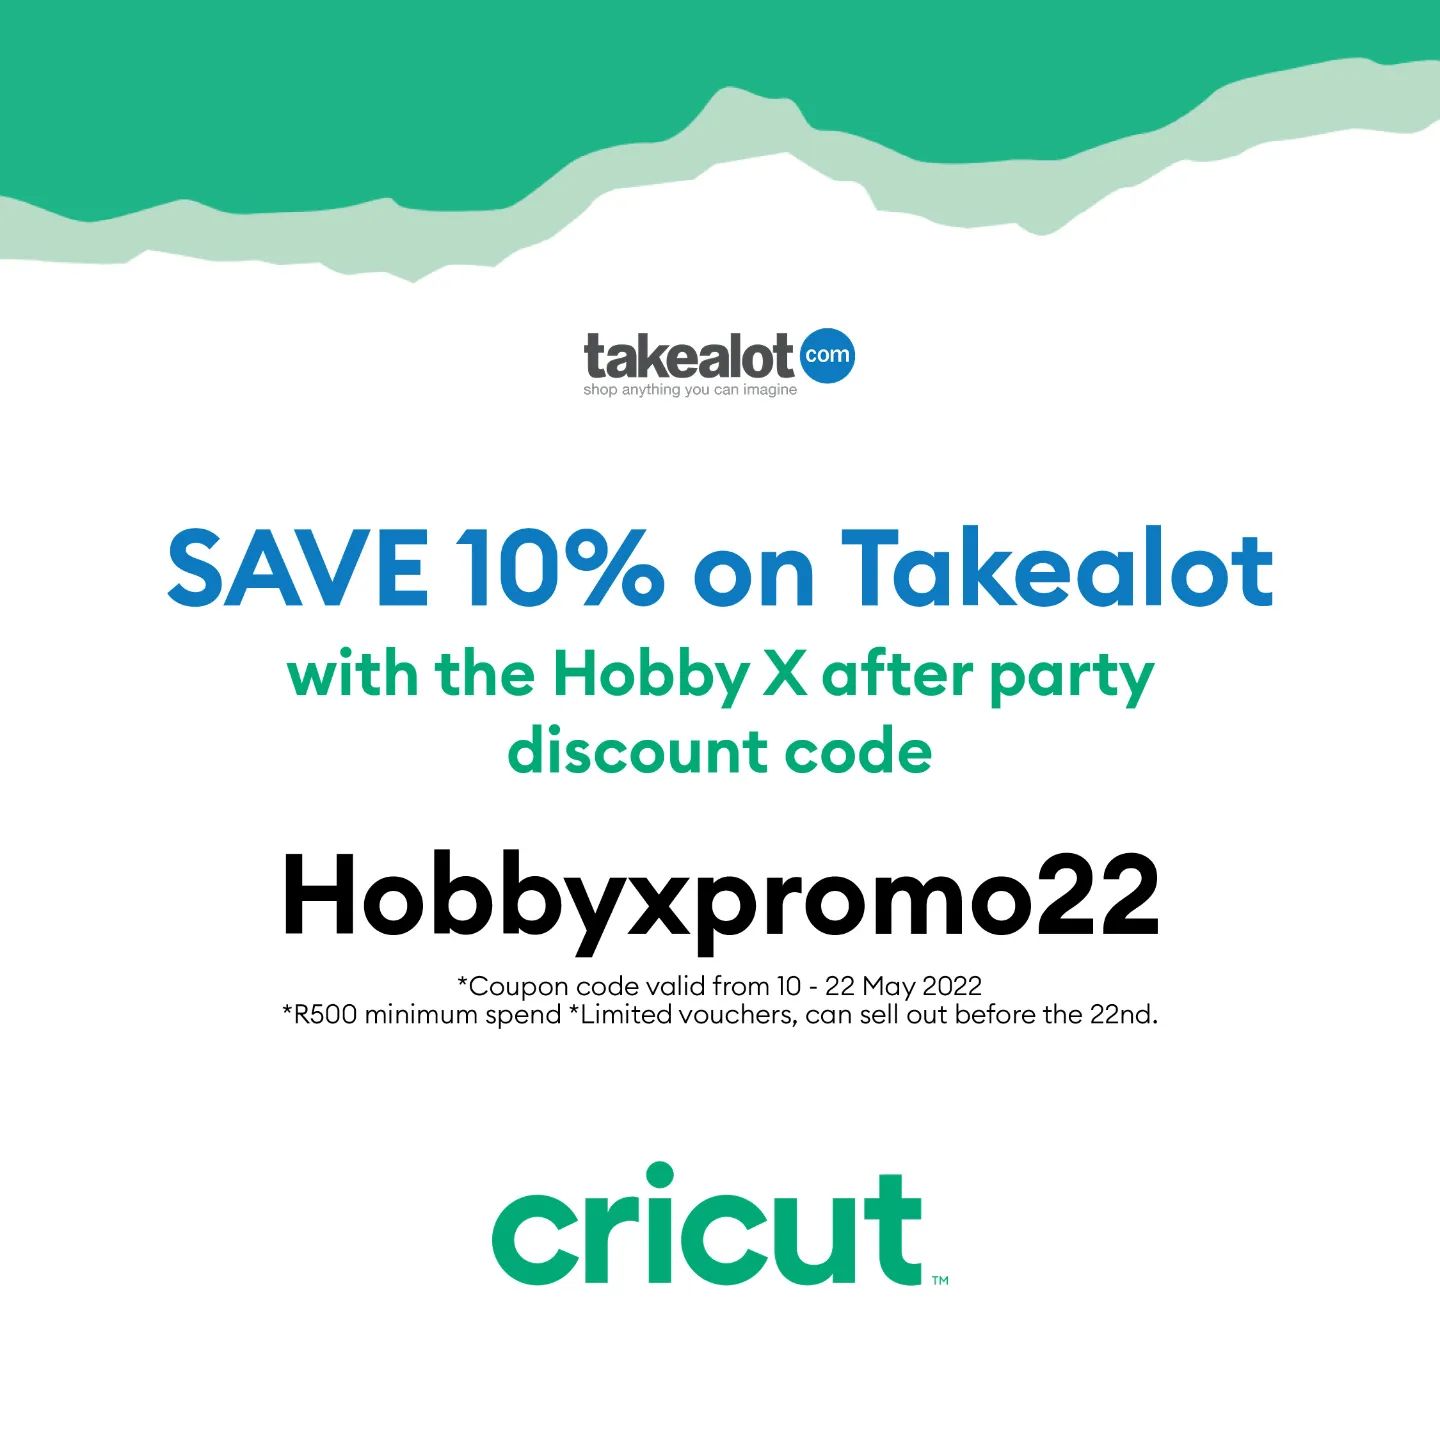 takealot com
shop anything you can imagine
SAVE 10% on Takealot
with the Hobby X after party
discount code
Hobbyxpromo22
*Coupon code valid from 10 - 22 May 2022
*R500 minimum spend *Limited vouchers, can sell out before the 22nd.
cricut ™